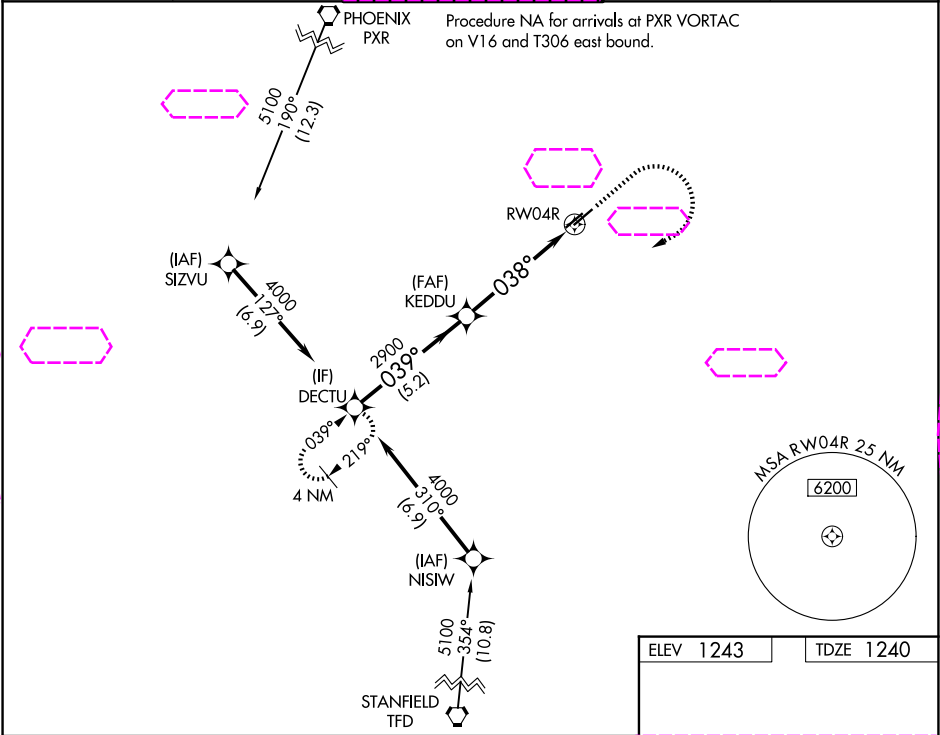 PHOENIX
PXR
Procedure NA for arrivals at PXR VORTAC
on V16 and T306 east bound.
5100
190°
(12.3)
RW04R
(IAF)
SIZVU
4000
127°
(6.9)
(FAF)
KEDDU
038°
2900
039°
(5.2)
(IF)
DECTU
039°
219°
4 NM
4000
310°
(6.9)
MSA RW04R 25 NM
6200
(IAF)
NISIW
5100
354°
(10.8)
STANFIELD
TFD
ELEV 1243
TDZE 1240